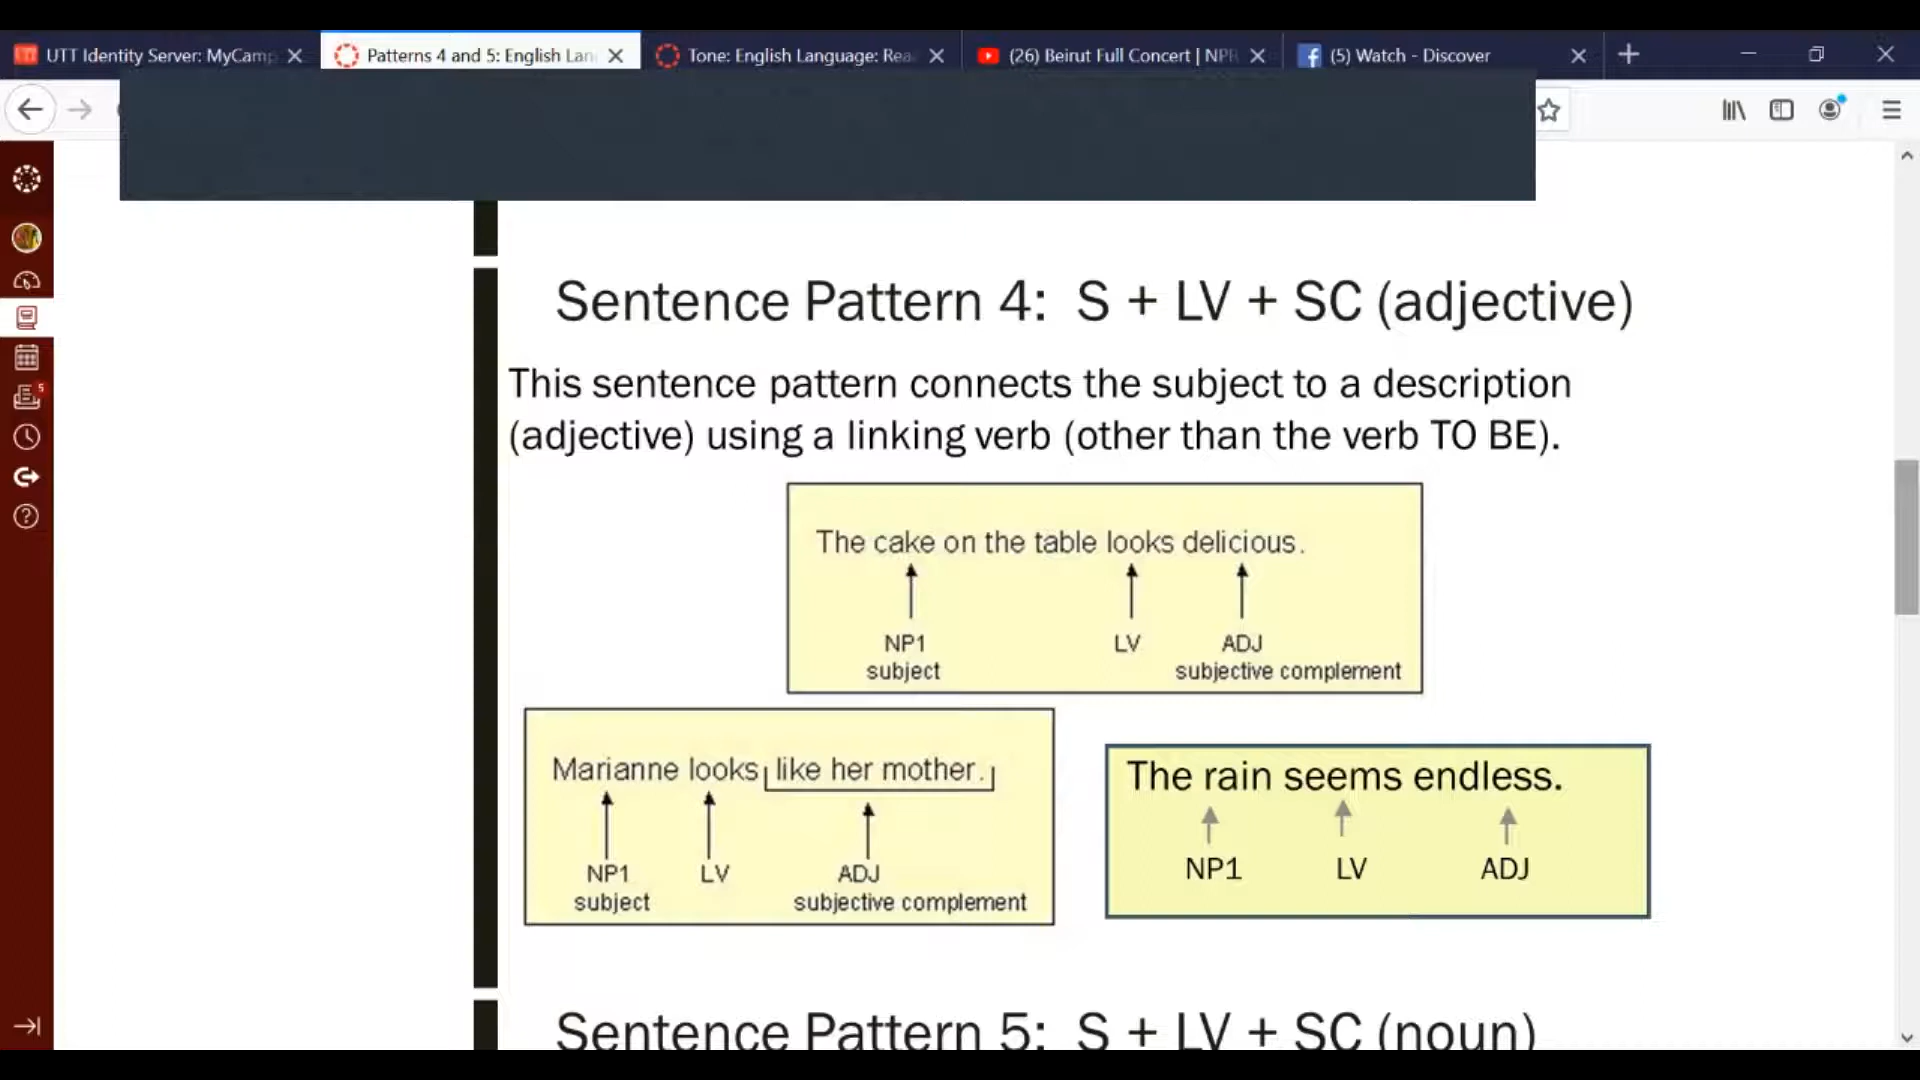 UTT Identity Server: MyCamp
Patterns 4 and 5: English Lan
Tone: English Language: Rea
(26) Beirut Full Concert | NPR
(5) Watch - Discover
5
Sentence Pattern 4: S + LV + SC (adjective)
This sentence pattern connects the subject to a description
(adjective) using a linking verb (other than the verb TO BE).
The cake on the table looks delicious.
NP1 LV ADJ
subject subjective complement
Marianne looks like her mother.
NP1 LV ADJ
subject subjective complement
The rain seems endless.
NP1 LV ADJ
Sentence Pattern 5: S + LV + SC (noun)